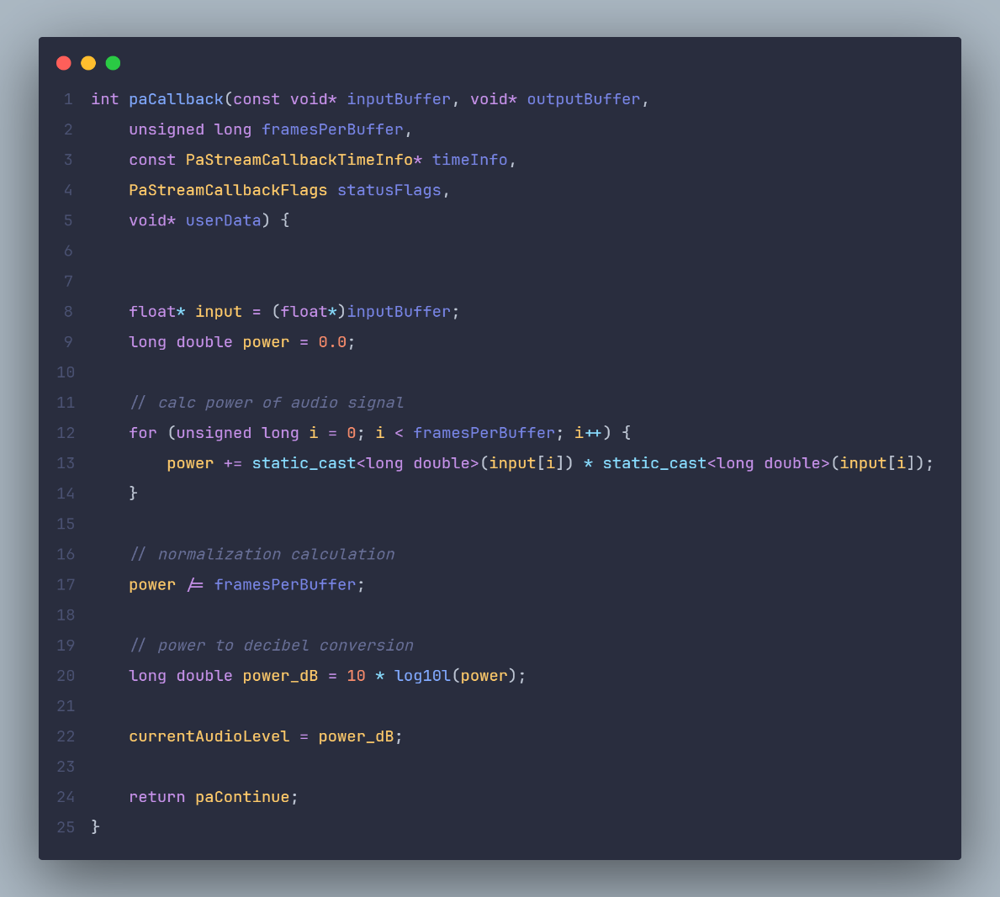 1 int paCallback(const void* inputBuffer, void* outputBuffer,
2     unsigned long framesPerBuffer,
3     const PaStreamCallbackTimeInfo* timeInfo,
4     PaStreamCallbackFlags statusFlags,
5     void* userData) {
6
7
8     float* input = (float*)inputBuffer;
9     long double power = 0.0;
10
11     // calc power of audio signal
12     for (unsigned long i = 0; i < framesPerBuffer; i++) {
13         power += static_cast<long double>(input[i]) * static_cast<long double>(input[i]);
14     }
15
16     // normalization calculation
17     power /= framesPerBuffer;
18
19     // power to decibel conversion
20     long double power_dB = 10 * log10l(power);
21
22     currentAudioLevel = power_dB;
23
24     return paContinue;
25 }